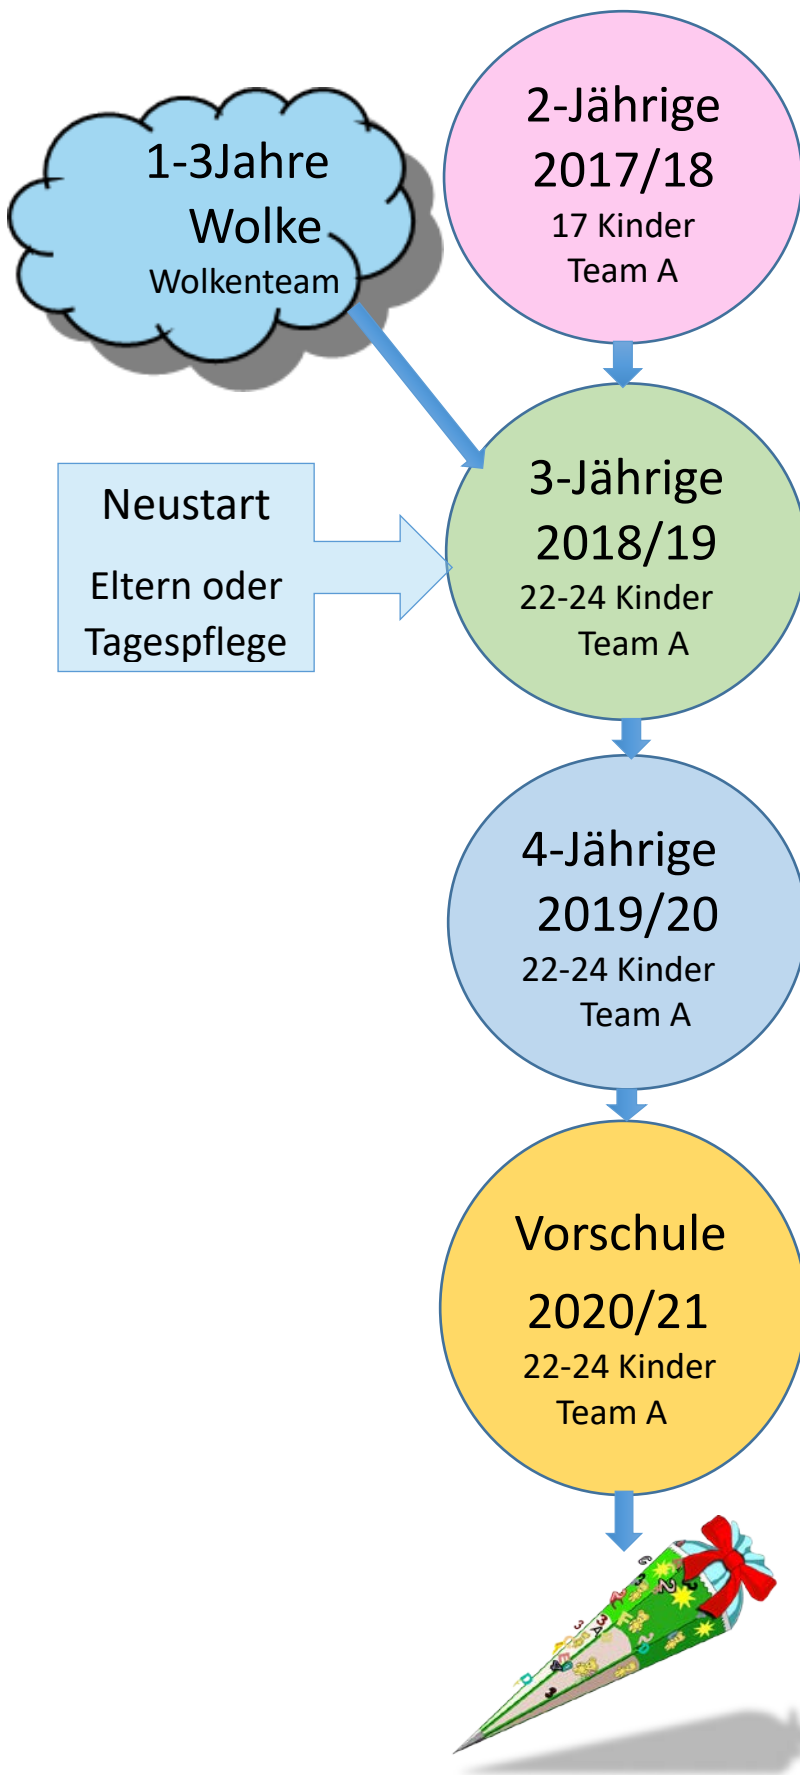 1-3Jahre
Wolke
Wolkenteam
2-Jährige
2017/18
17 Kinder
Team A
Neustart
Eltern oder
Tagespflege
3-Jährige
2018/19
22-24 Kinder
Team A
4-Jährige
2019/20
22-24 Kinder
Team A
Vorschule
2020/21
22-24 Kinder
Team A